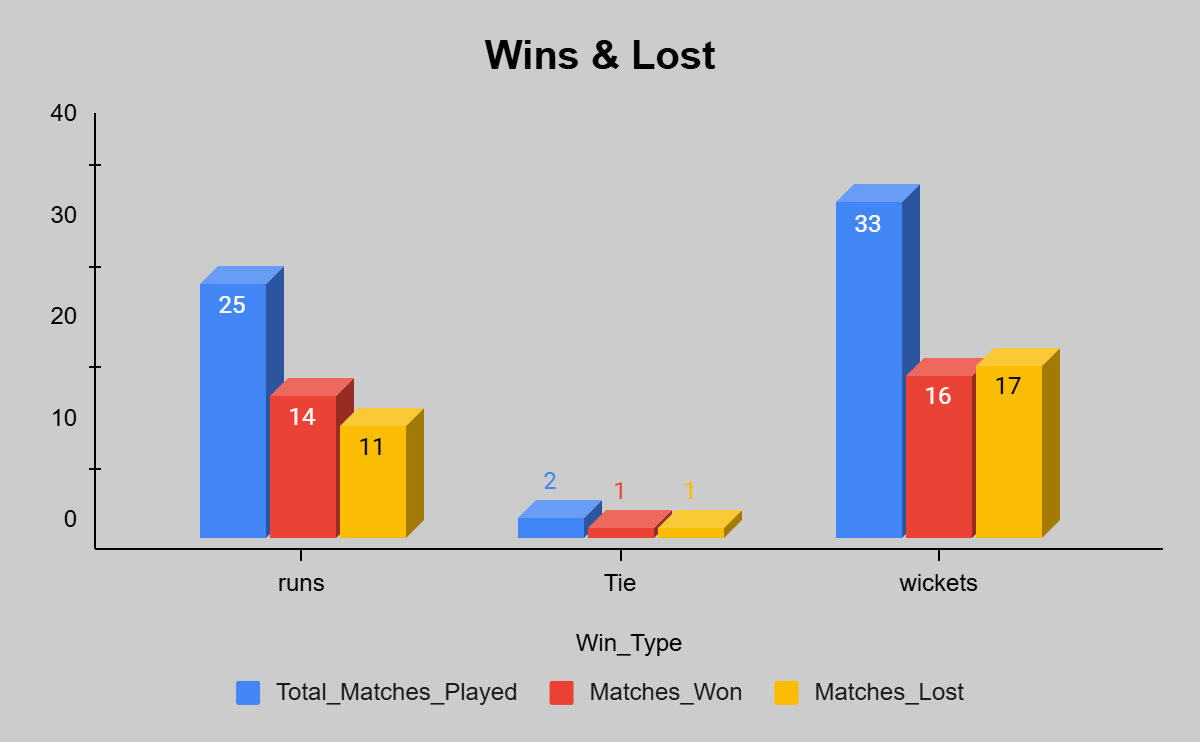 Wins & Lost
40
30
20
10
0
25
14
11
2
1
1
33
16
17
runs
Tie
wickets
Win_Type
Total_Matches_Played
Matches_Won
Matches_Lost